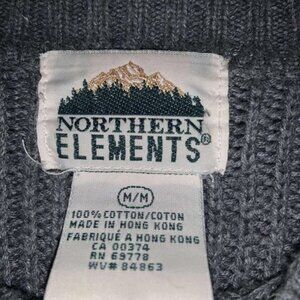 NORTHERN
ELEMENTS®
M/M
100% COTTON/COTON
MADE IN HONG KONG
FABRIQUÉ A HONG KONG
CA 00374
RN 69778
WV# 84863